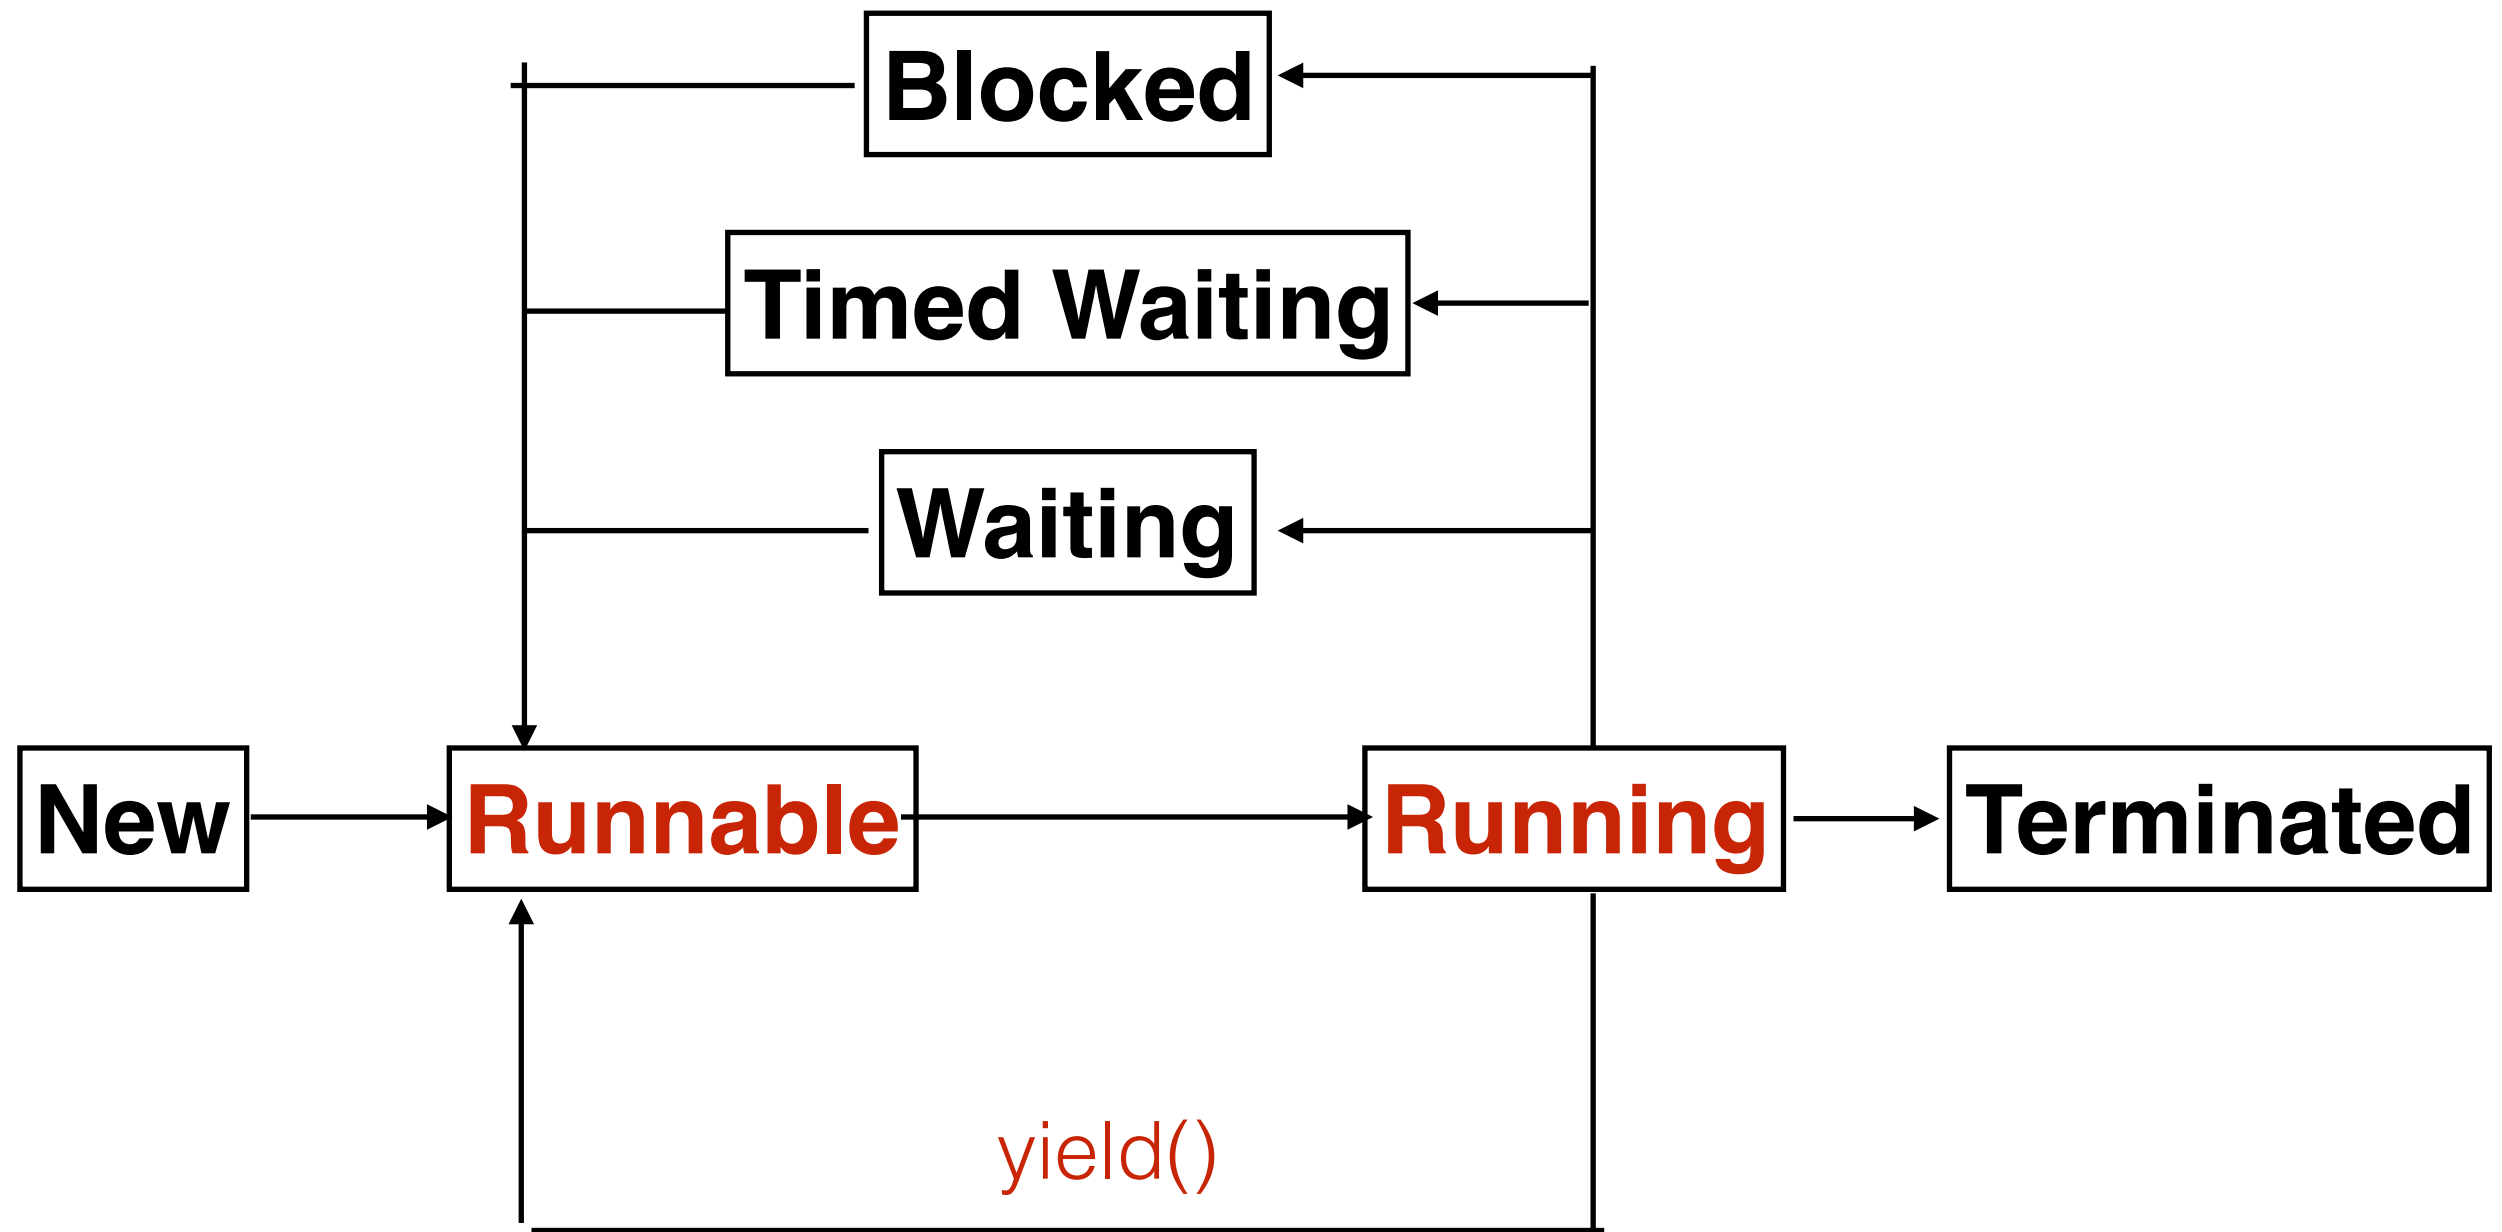 Blocked
Timed Waiting
Waiting
New
Runnable
Running
Terminated
yield()